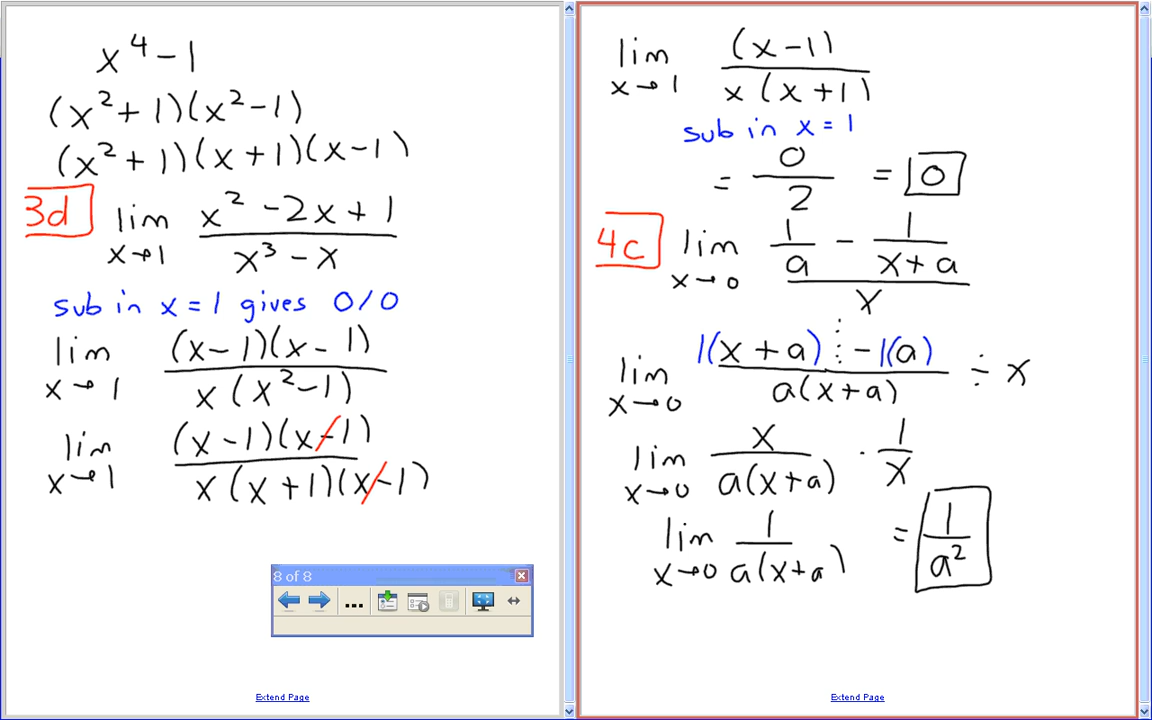 x⁴ - 1
(x² + 1)(x² - 1)
(x² + 1)(x + 1)(x - 1)
3d lim x→1 (x² - 2x + 1)/(x³ - x)
sub in x = 1 gives 0/0
lim x→1 (x - 1)(x - 1)/x(x² - 1)
lim x→1 (x - 1)(x - 1)/x(x + 1)(x - 1)
8 of 8
...
Extend Page
lim x→1 (x - 1)/x(x + 1)
sub in x = 1
= 0/2 = 0
4c lim x→0 (1/a - 1/(x + a))/x
lim x→0 (1(x + a) - 1(a))/a(x + a) ÷ x
lim x→0 x/a(x + a) · 1/x
lim x→0 1/a(x + a) = 1/a²
Extend Page